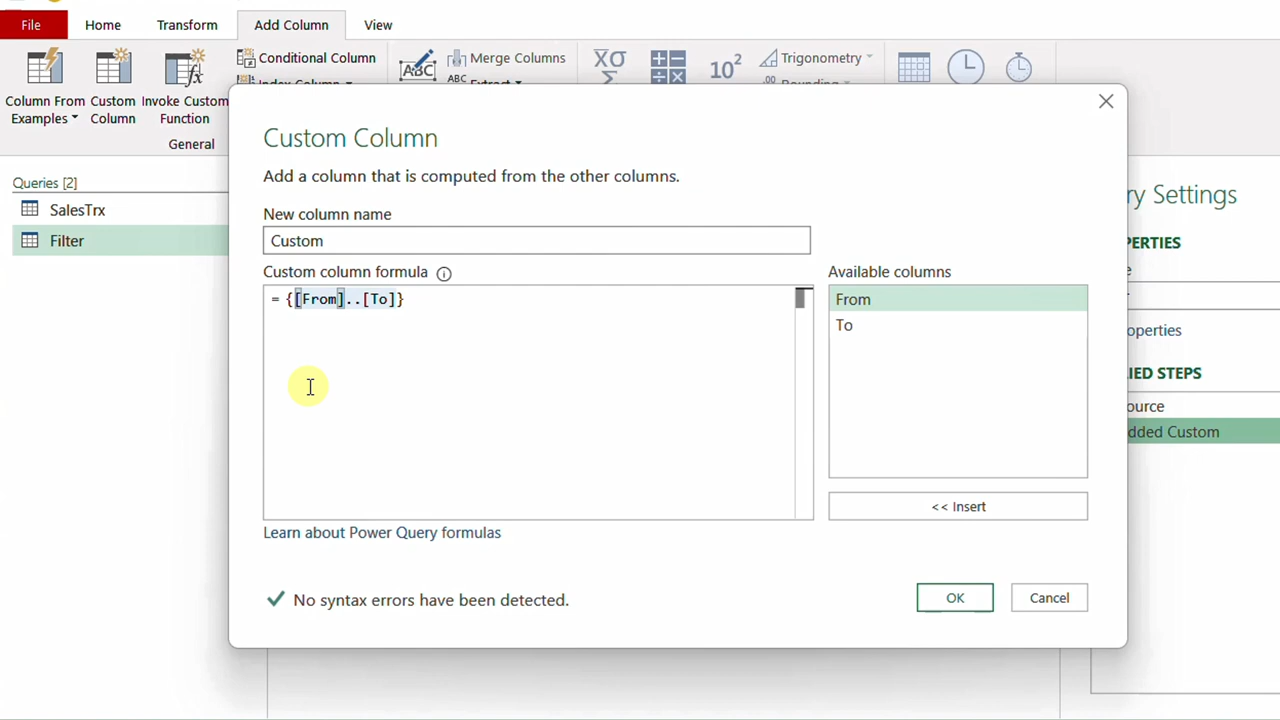 File
Home
Transform
Add Column
View
Column From
Examples
Custom
Column
Invoke Custom
Function
General
Conditional Column
ABC
Merge Columns
ABC
Trigonometry
Queries [2]
SalesTrx
Filter
Custom Column
Add a column that is computed from the other columns.
New column name
Custom
Custom column formula
= {[From]..[To]}
Available columns
From
To
<< Insert
Learn about Power Query formulas
No syntax errors have been detected.
OK
Cancel
ry Settings
PERTIES
operties
IED STEPS
ource
dded Custom